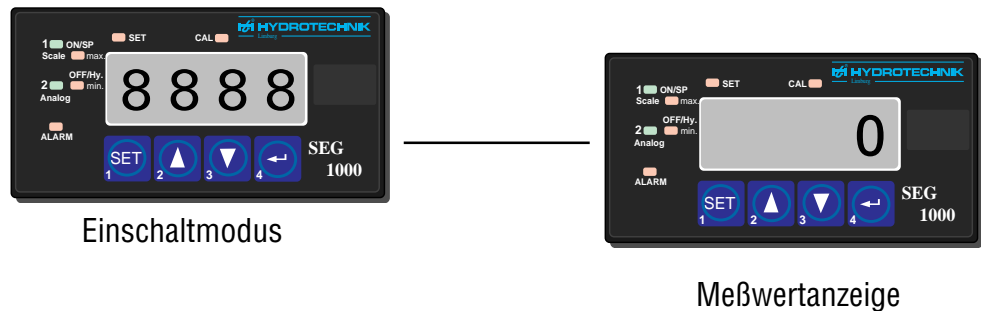 HYDROTECHNIK
Limburg
1 ON/SP
SET
CAL
Scale max.
OFF/Hy.
2 min.
Analog
8888
ALARM
SET
1 2 3 4
SEG
1000
Einschaltmodus
HYDROTECHNIK
Limburg
1 ON/SP
SET
CAL
Scale max.
OFF/Hy.
2 min.
Analog
0
ALARM
SET
1 2 3 4
SEG
1000
Meßwertanzeige